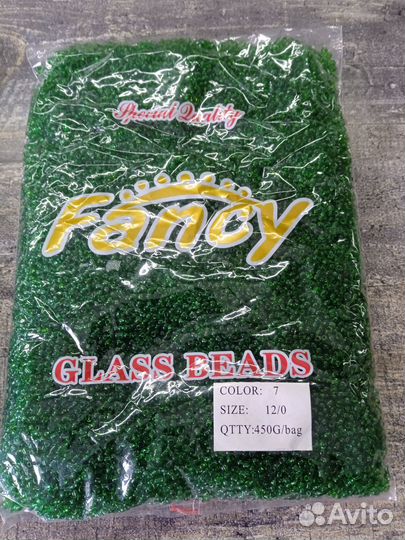 Special Quality
Fancy
GLASS BEADS
COLOR: 7
SIZE: 12/0
QTTY:450G/bag
Avito